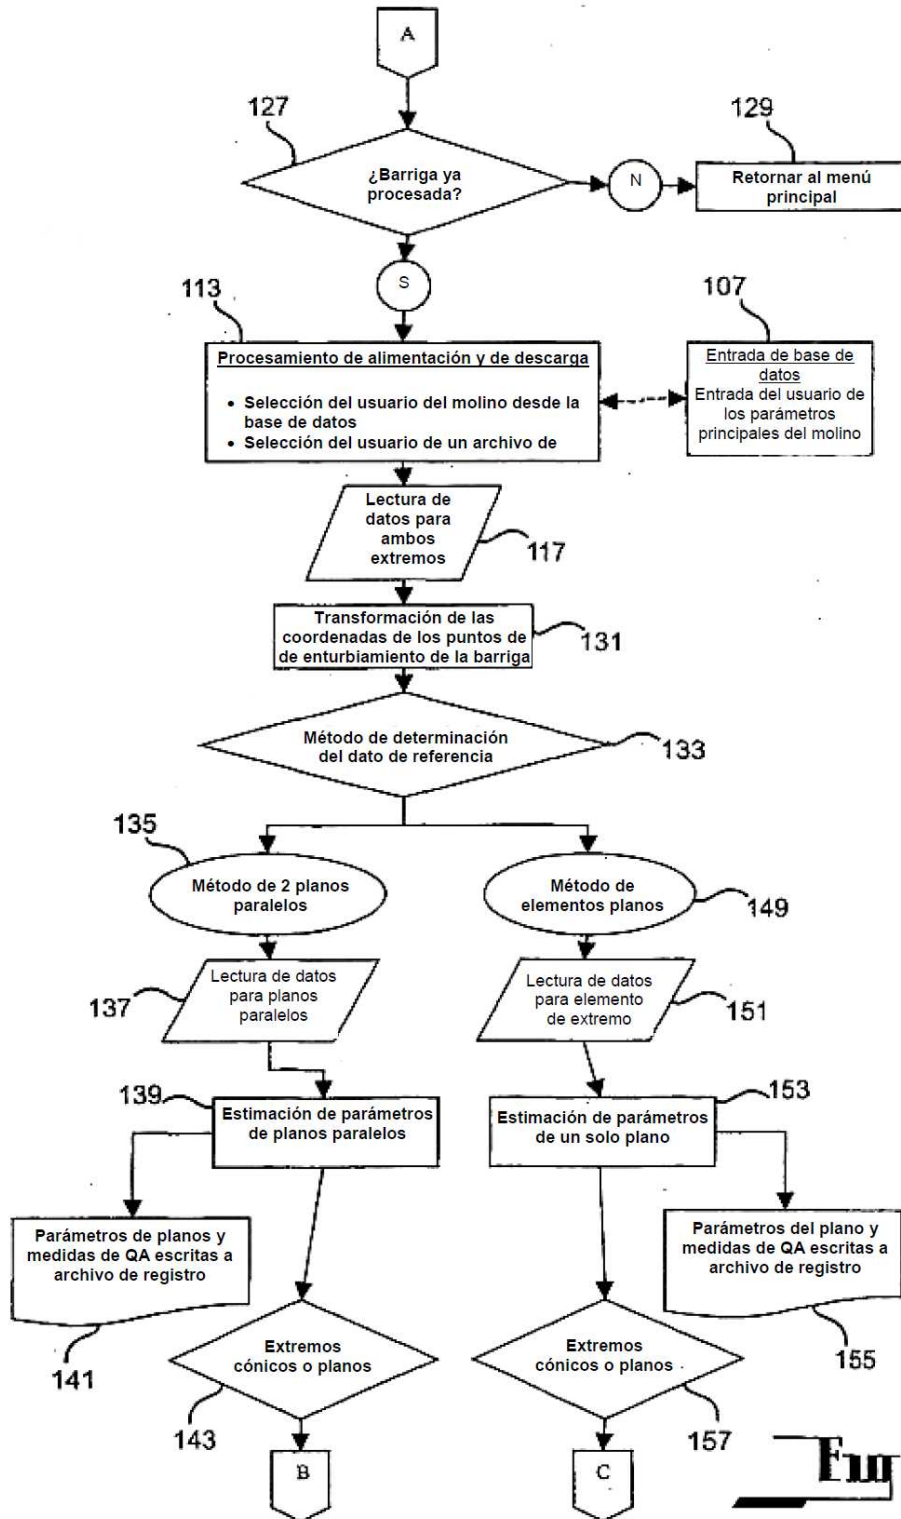 A
127
¿Barriga ya
procesada?
N
129
Retornar al menú
principal
S
113
Procesamiento de alimentación y de descarga
• Selección del usuario del molino desde la
base de datos
• Selección del usuario de un archivo de
107
Entrada de base de
datos
Entrada del usuario de
los parámetros
principales del molino
Lectura de
datos para
ambos
extremos
117
Transformación de las
coordenadas de los puntos de
de enturbiamiento de la barriga
131
Método de determinación
del dato de referencia
133
135
Método de 2 planos
paralelos
Método de
elementos planos
149
Lectura de datos
para planos
paralelos
137
Lectura de datos
para elemento
de extremo
151
139
Estimación de parámetros
de planos paralelos
153
Estimación de parámetros
de un solo plano
Parámetros de planos y
medidas de QA escritas a
archivo de registro
141
Parámetros del plano y
medidas de QA escritas a
archivo de registro
155
Extremos
cónicos o planos
143
Extremos
cónicos o planos
157
B
C